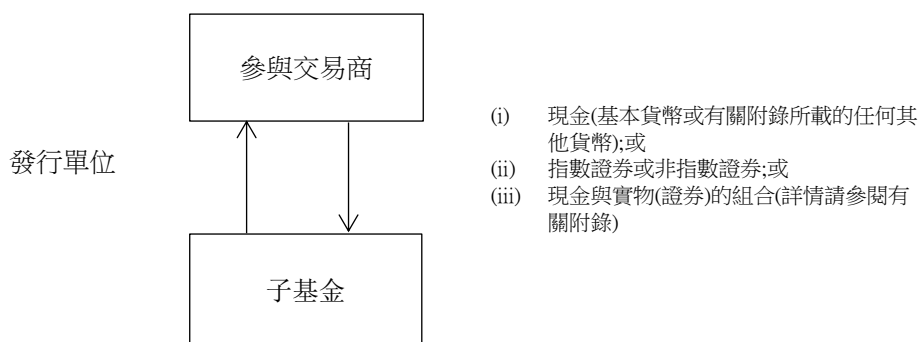 參與交易商
發行單位
(i) 現金(基本貨幣或有關附錄所載的任何其
他貨幣);或
(ii) 指數證券或非指數證券;或
(iii) 現金與實物(證券)的組合(詳情請參閱有
關附錄)
子基金